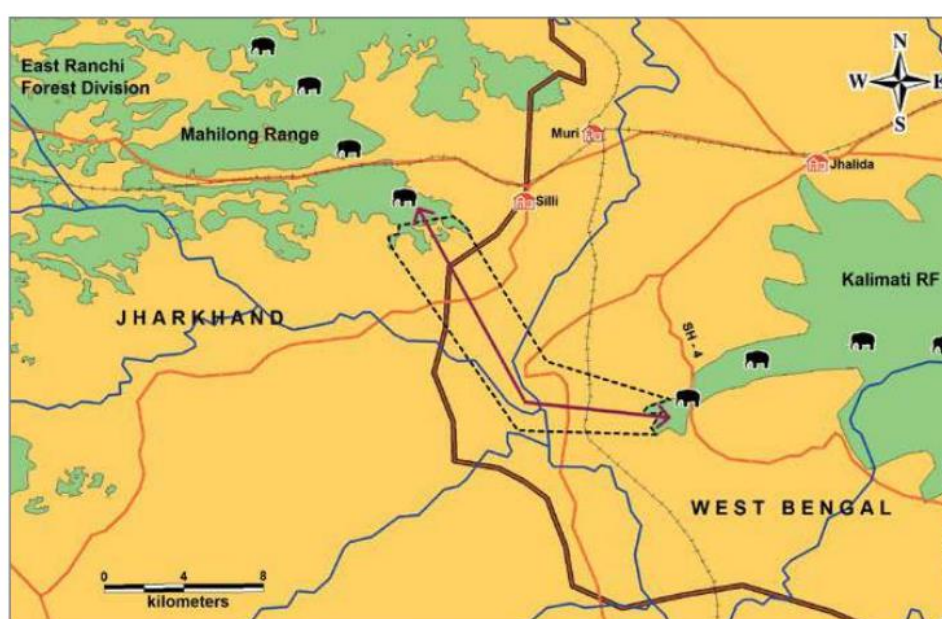 East Ranchi
Forest Division
Mahilong Range
N
W
E
S
Muri
Jhalida
Silli
Kalimati RF
JHARKHAND
SH-4
WEST BENGAL
0 4 8
kilometers